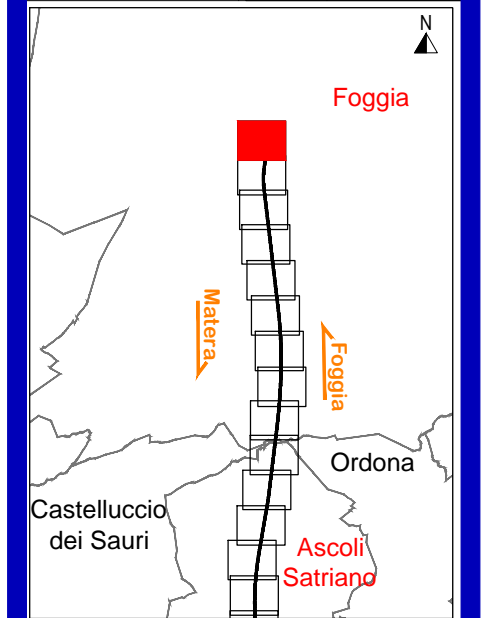 N
Foggia
Matera
Foggia
Ordona
Castelluccio
dei Sauri
Ascoli
Satriano